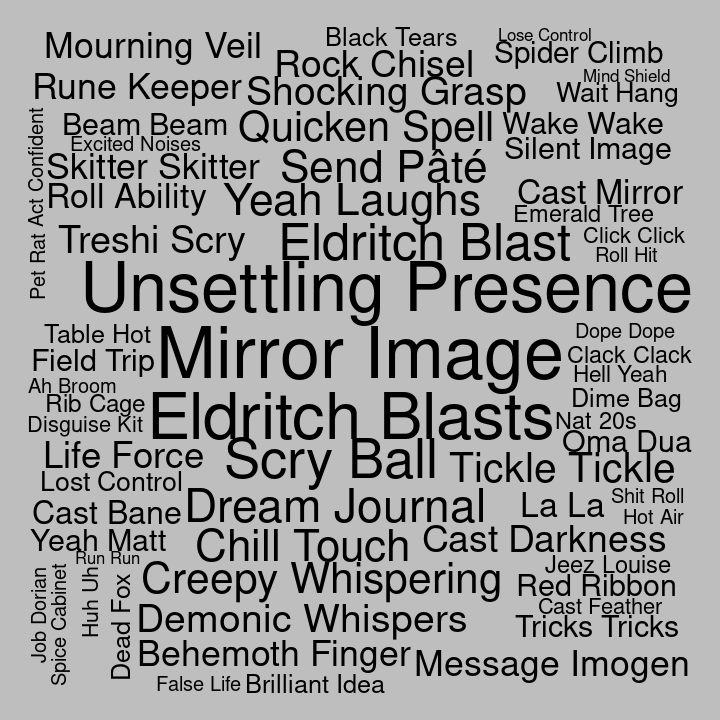 Mourning Veil
Black Tears
Lose Control
Rock Chisel
Spider Climb
Rune Keeper
Shocking Grasp
Mind Shield
Wait Hang
Beam Beam
Quicken Spell
Wake Wake
Excited Noises
Silent Image
Skitter Skitter
Send Pâté
Roll Ability
Yeah Laughs
Cast Mirror
Act Confident
Pet Rat
Emerald Tree
Treshi Scry
Eldritch Blast
Click Click
Roll Hit
Unsettling Presence
Table Hot
Mirror Image
Dope Dope
Field Trip
Clack Clack
Hell Yeah
Ah Broom
Rib Cage
Eldritch Blasts
Dime Bag
Disguise Kit
Nat 20s
Oma Dua
Life Force
Scry Ball
Tickle Tickle
Lost Control
Dream Journal
La La
Shit Roll
Cast Bane
Hot Air
Yeah Matt
Chill Touch
Cast Darkness
Run Run
Jeez Louise
Job Dorian
Spice Cabinet
Huh Uh
Dead Fox
Creepy Whispering
Red Ribbon
Cast Feather
Demonic Whispers
Tricks Tricks
Behemoth Finger
Message Imogen
False Life
Brilliant Idea